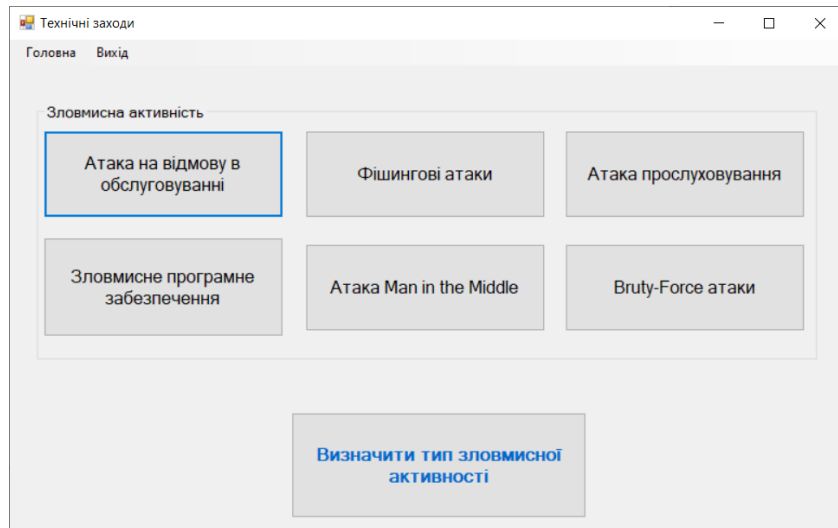 Технічні заходи
Головна Вихід
Зловмисна активність
Атака на відмову в
обслуговуванні
Фішингові атаки
Атака прослуховування
Зловмисне програмне
забезпечення
Атака Man in the Middle
Bruty-Force атаки
Визначити тип зловмисної
активності